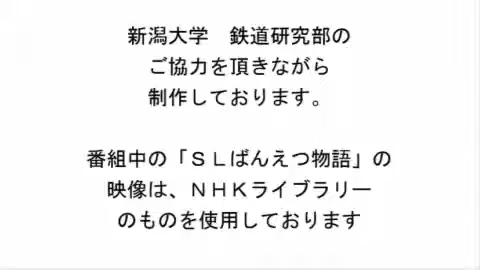 新潟大学　鉄道研究部の
ご協力を頂きながら
制作しております。
番組中の「ＳＬばんえつ物語」の
映像は、ＮＨＫライブラリー
のものを使用しております